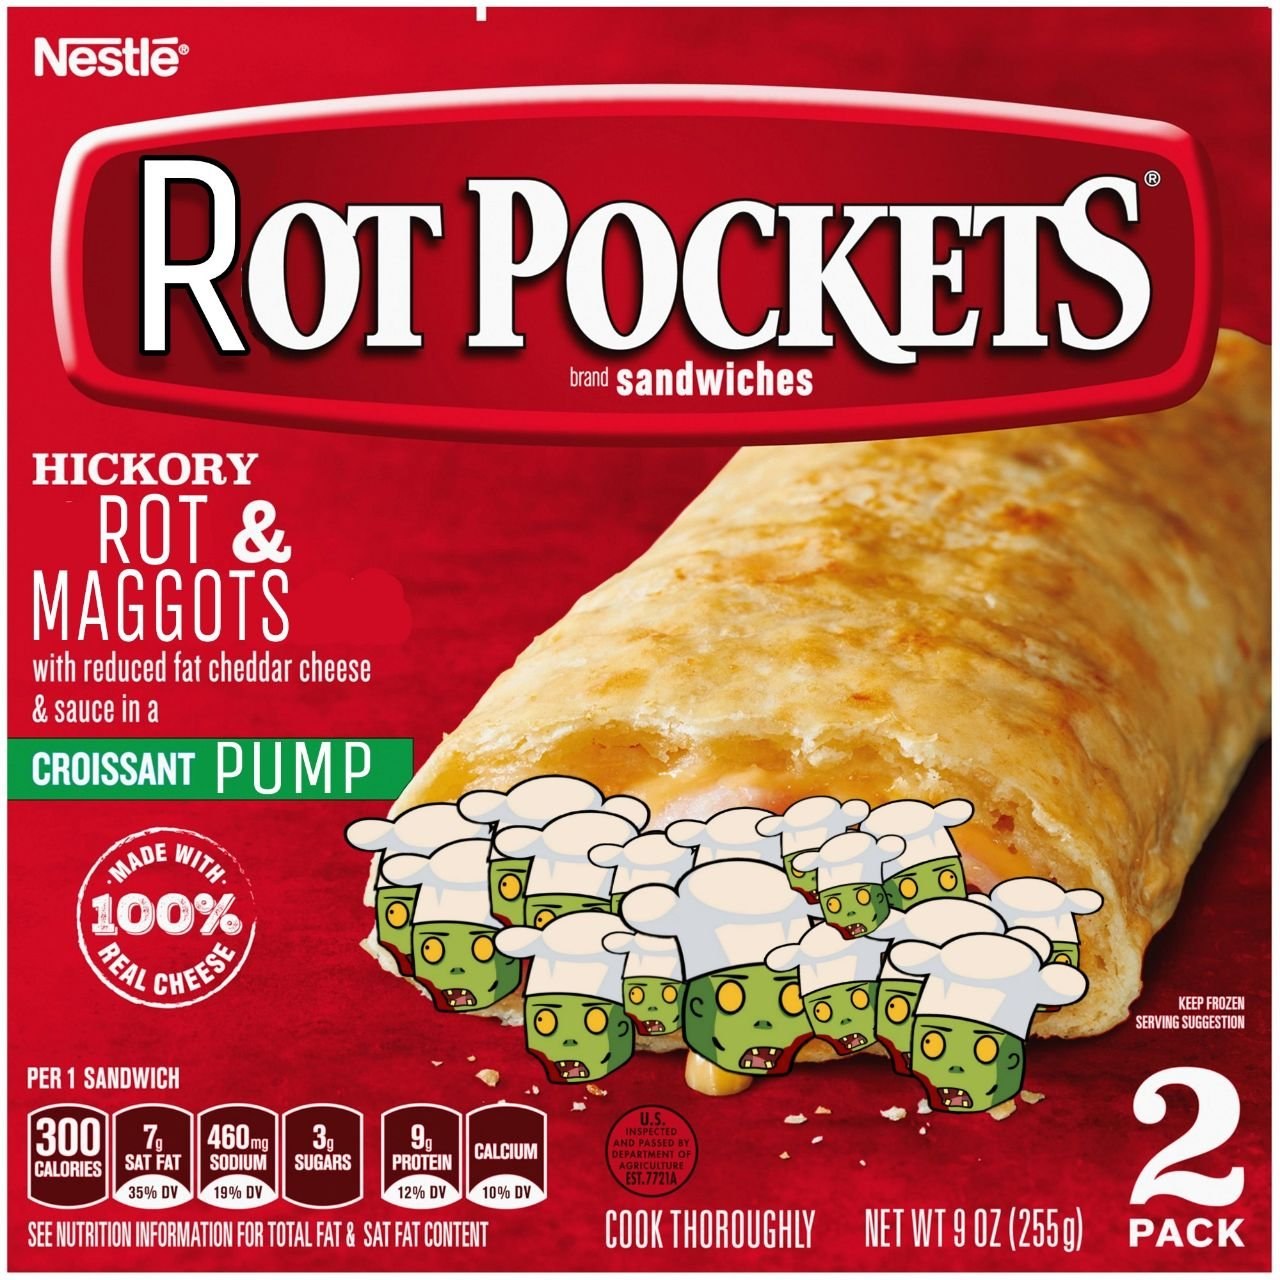 Nestlé®
ROT POCKETS®
brand sandwiches
HICKORY
ROT &
MAGGOTS
with reduced fat cheddar cheese
& sauce in a
CROISSANT PUMP
MADE WITH
100%
REAL CHEESE
KEEP FROZEN
SERVING SUGGESTION
PER 1 SANDWICH
300 CALORIES
7g SAT FAT 35% DV
460mg SODIUM 19% DV
3g SUGARS
9g PROTEIN 12% DV
CALCIUM 10% DV
SEE NUTRITION INFORMATION FOR TOTAL FAT & SAT FAT CONTENT
U.S.
INSPECTED
AND PASSED BY
DEPARTMENT OF
AGRICULTURE
EST. 7721A
COOK THOROUGHLY
NET WT 9 OZ (255g)
2
PACK